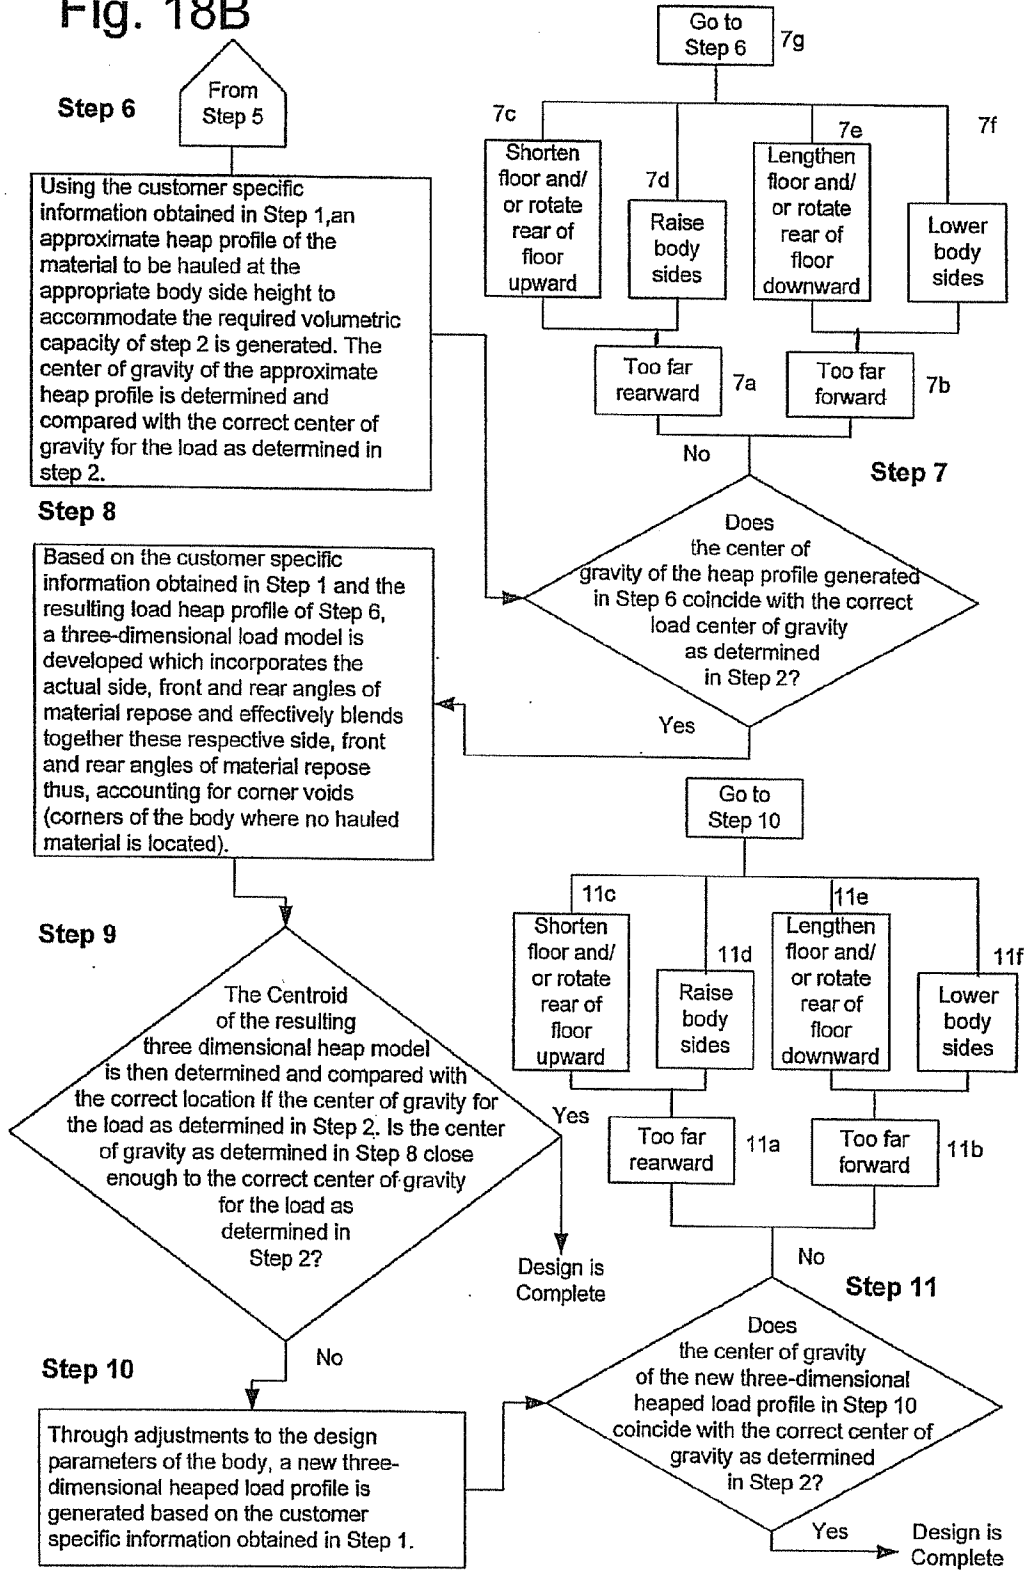 Fig. 18B
Step 6
From
Step 5
Using the customer specific
information obtained in Step 1,an
approximate heap profile of the
material to be hauled at the
appropriate body side height to
accommodate the required volumetric
capacity of step 2 is generated. The
center of gravity of the approximate
heap profile is determined and
compared with the correct center of
gravity for the load as determined in
step 2.
Go to
Step 6
7g
7c
Shorten
floor and/
or rotate
rear of
floor
upward
7d
Raise
body
sides
7e
Lengthen
floor and/
or rotate
rear of
floor
downward
7f
Lower
body
sides
Too far
rearward
7a
Too far
forward
7b
No
Step 7
Does
the center of
gravity of the heap profile generated
in Step 6 coincide with the correct
load center of gravity
as determined
in Step 2?
Yes
Step 8
Based on the customer specific
information obtained in Step 1 and the
resulting load heap profile of Step 6,
a three-dimensional load model is
developed which incorporates the
actual side, front and rear angles of
material repose and effectively blends
together these respective side, front
and rear angles of material repose
thus, accounting for corner voids
(corners of the body where no hauled
material is located).
Step 9
The Centroid
of the resulting
three dimensional heap model
is then determined and compared with
the correct location If the center of gravity for
the load as determined in Step 2. Is the center
of gravity as determined in Step 8 close
enough to the correct center of gravity
for the load as
determined in
Step 2?
Yes
Design is
Complete
No
Step 10
Through adjustments to the design
parameters of the body, a new three-
dimensional heaped load profile is
generated based on the customer
specific information obtained in Step 1.
Go to
Step 10
11c
Shorten
floor and/
or rotate
rear of
floor
upward
11d
Raise
body
sides
11e
Lengthen
floor and/
or rotate
rear of
floor
downward
11f
Lower
body
sides
Too far
rearward
11a
Too far
forward
11b
No
Step 11
Does
the center of gravity
of the new three-dimensional
heaped load profile in Step 10
coincide with the correct center of
gravity as determined
in Step 2?
Yes
Design is
Complete